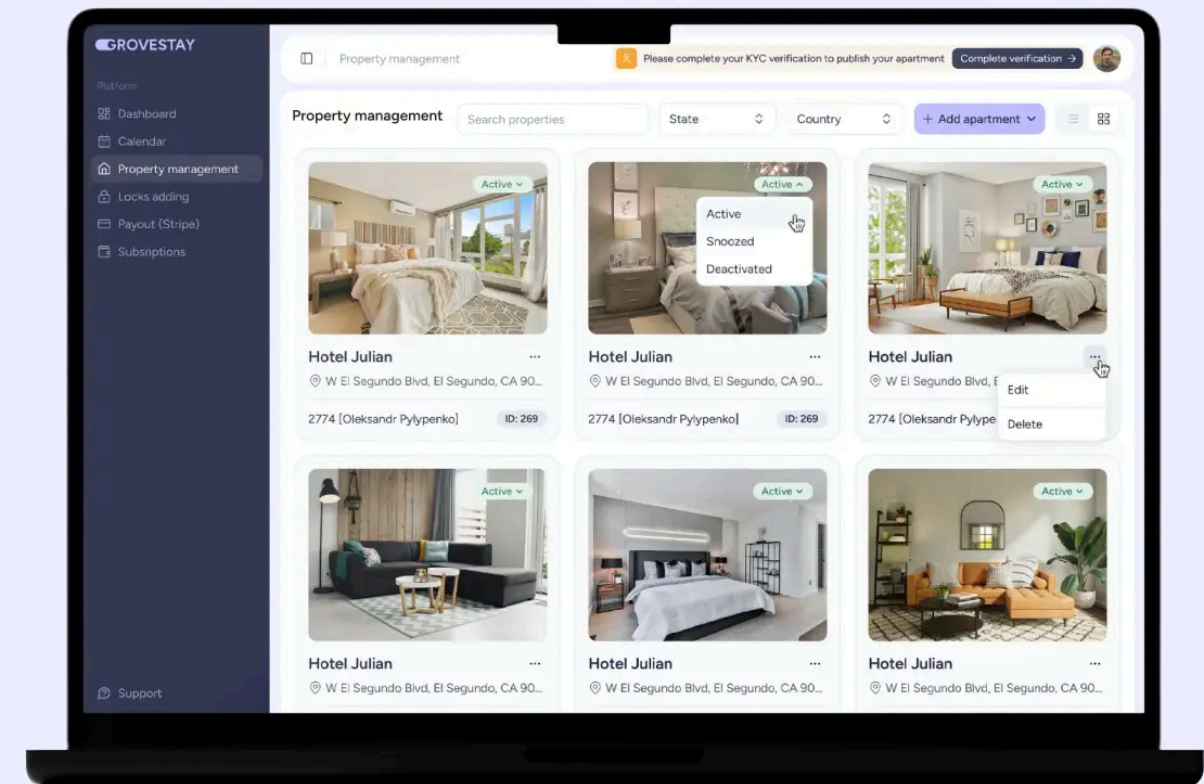 GROVESTAY
Platform
Dashboard
Calendar
Property management
Locks adding
Payout (Stripe)
Subsriptions
Support
Property management
Please complete your KYC verification to publish your apartment
Complete verification →
Property management
Search properties
State
Country
+ Add apartment
Active
Active
Active
Snoozed
Deactivated
Active
Hotel Julian
W El Segundo Blvd, El Segundo, CA 90...
2774 [Oleksandr Pylypenko]
ID: 269
Hotel Julian
W El Segundo Blvd, El Segundo, CA 90...
2774 [Oleksandr Pylypenko]
ID: 269
Hotel Julian
W El Segundo Blvd, E
2774 [Oleksandr Pylype
Edit
Delete
Active
Active
Active
Hotel Julian
W El Segundo Blvd, El Segundo, CA 90...
Hotel Julian
W El Segundo Blvd, El Segundo, CA 90...
Hotel Julian
W El Segundo Blvd, El Segundo, CA 90...